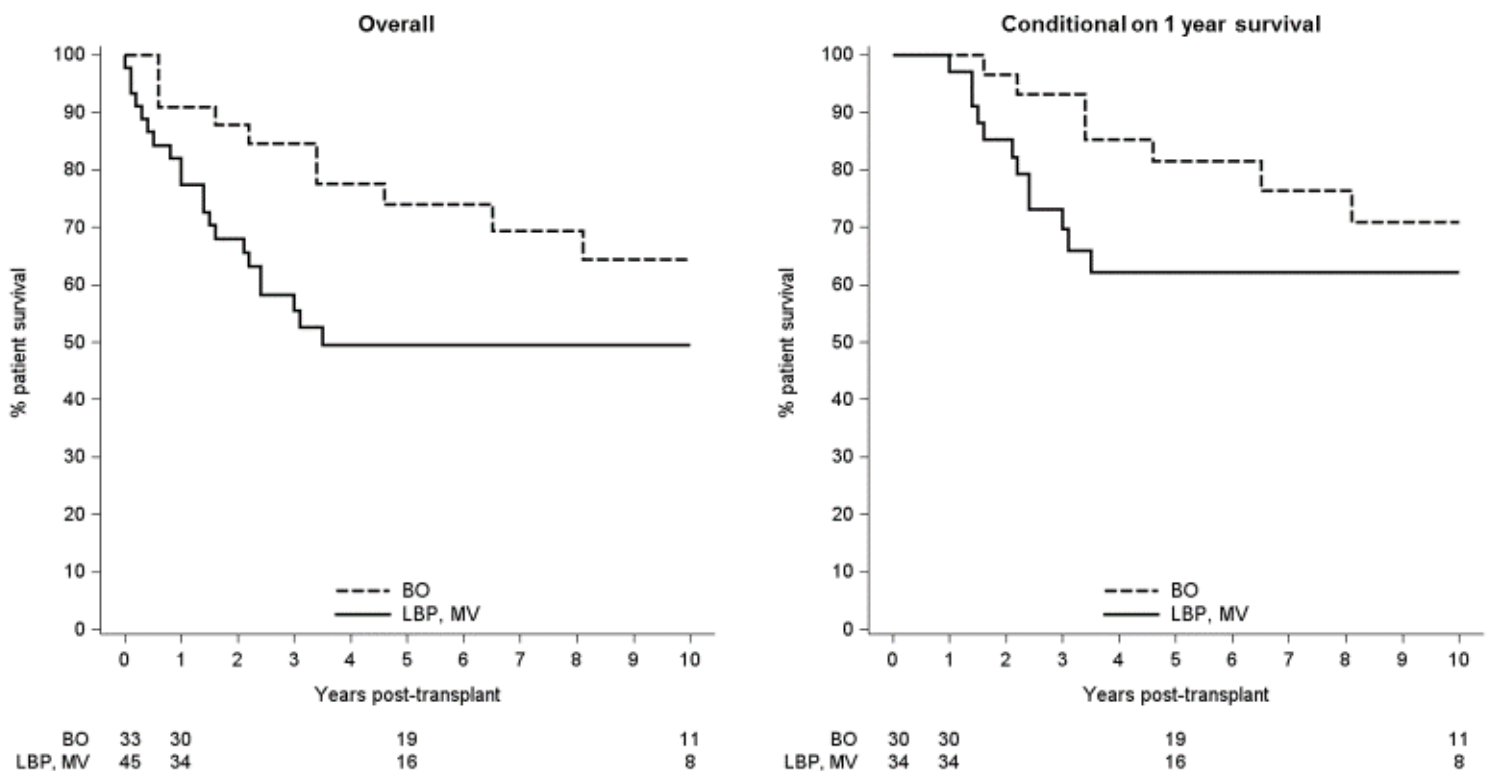 Overall
% patient survival
100
90
80
70
60
50
40
30
20
10
0
BO
LBP, MV
0 1 2 3 4 5 6 7 8 9 10
Years post-transplant
BO 33 30 19 11
LBP, MV 45 34 16 8
Conditional on 1 year survival
% patient survival
100
90
80
70
60
50
40
30
20
10
0
BO
LBP, MV
0 1 2 3 4 5 6 7 8 9 10
Years post-transplant
BO 30 30 19 11
LBP, MV 34 34 16 8